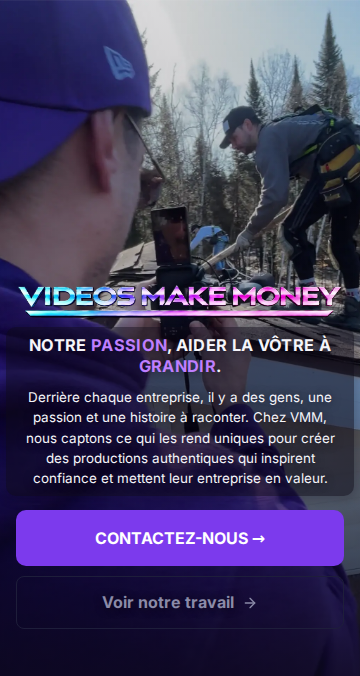 VIDEOS MAKE MONEY
NOTRE PASSION, AIDER LA VÔTRE À
GRANDIR.
Derrière chaque entreprise, il y a des gens, une
passion et une histoire à raconter. Chez VMM,
nous captons ce qui les rend uniques pour créer
des productions authentiques qui inspirent
confiance et mettent leur entreprise en valeur.
CONTACTEZ-NOUS →
Voir notre travail →